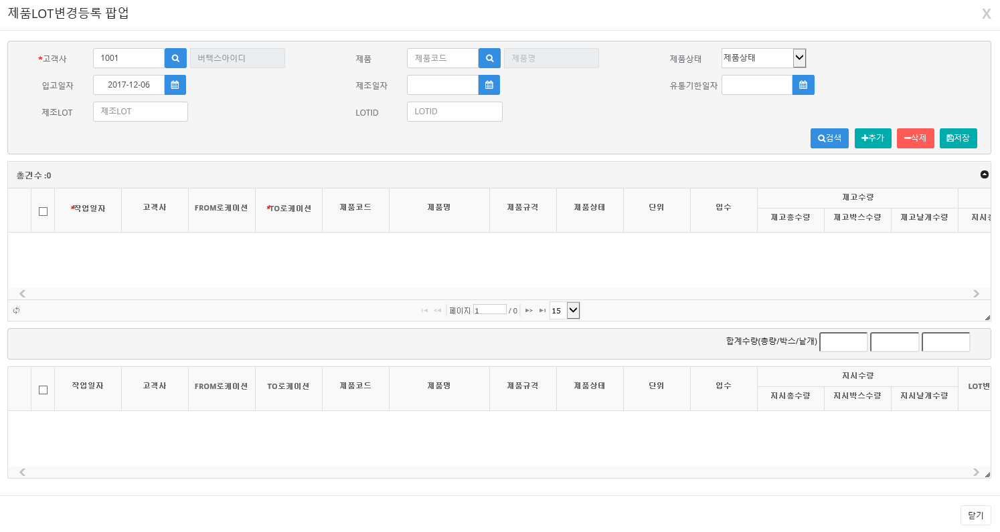 제품LOT변경등록 팝업 X
*고객사 1001 버텍스아이디 제품 제품코드 제품명 제품상태 제품상태
입고일자 2017-12-06 제조일자 유통기한일자
제조LOT 제조LOT LOTID LOTID
검색 추가 삭제 저장
총건수 :0
재고수량
*작업일자 고객사 FROM로케이션 *TO로케이션 제품코드 제품명 제품규격 제품상태 단위 입수
재고총수량 재고박스수량 재고낱개수량 지시
페이지 1 / 0 15
합계수량(총량/박스/낱개)
지시수량
작업일자 고객사 FROM로케이션 TO로케이션 제품코드 제품명 제품규격 제품상태 단위 입수 LOT변
지시총수량 지시박스수량 지시낱개수량
닫기